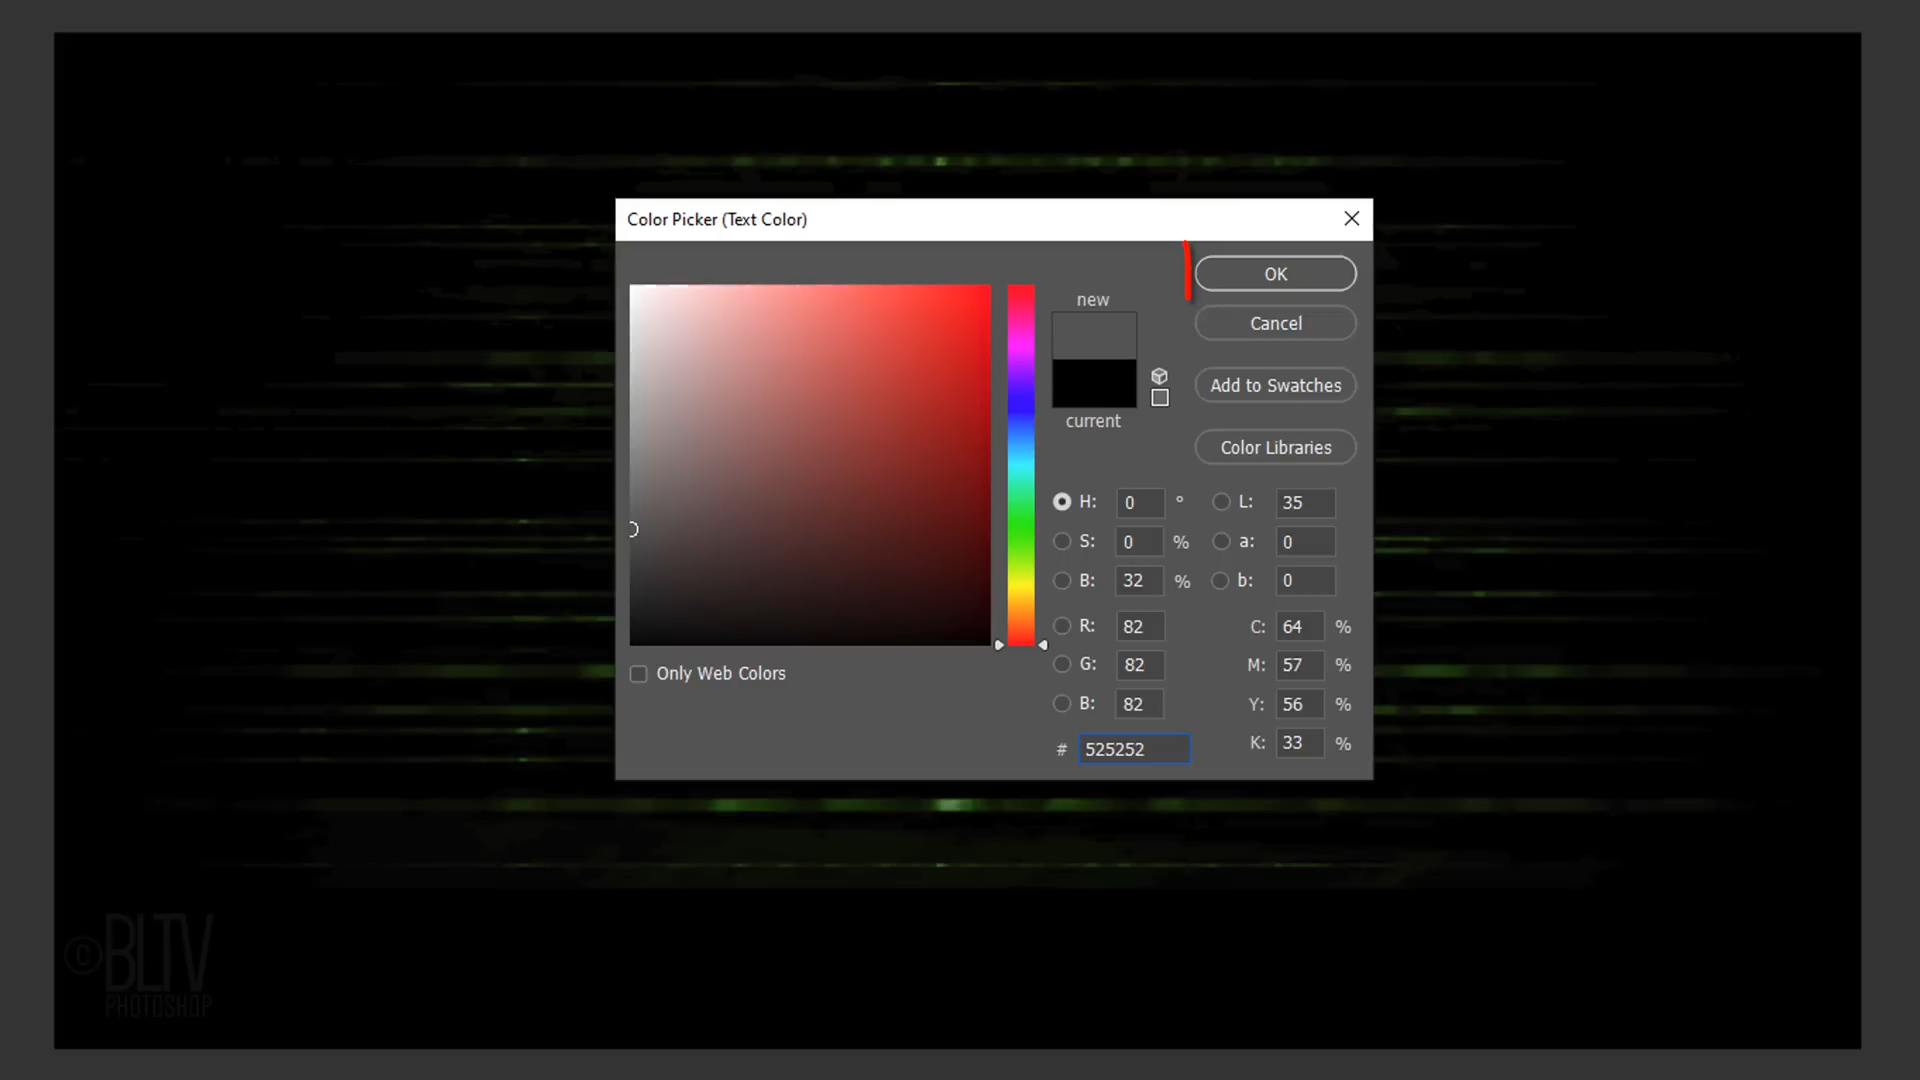 Color Picker (Text Color)
OK
new
Cancel
Add to Swatches
current
Color Libraries
H: 0 ° L: 35
S: 0 % a: 0
B: 32 % b: 0
R: 82 C: 64 %
G: 82 M: 57 %
B: 82 Y: 56 %
# 525252 K: 33 %
Only Web Colors
© BLTV
PHOTOSHOP